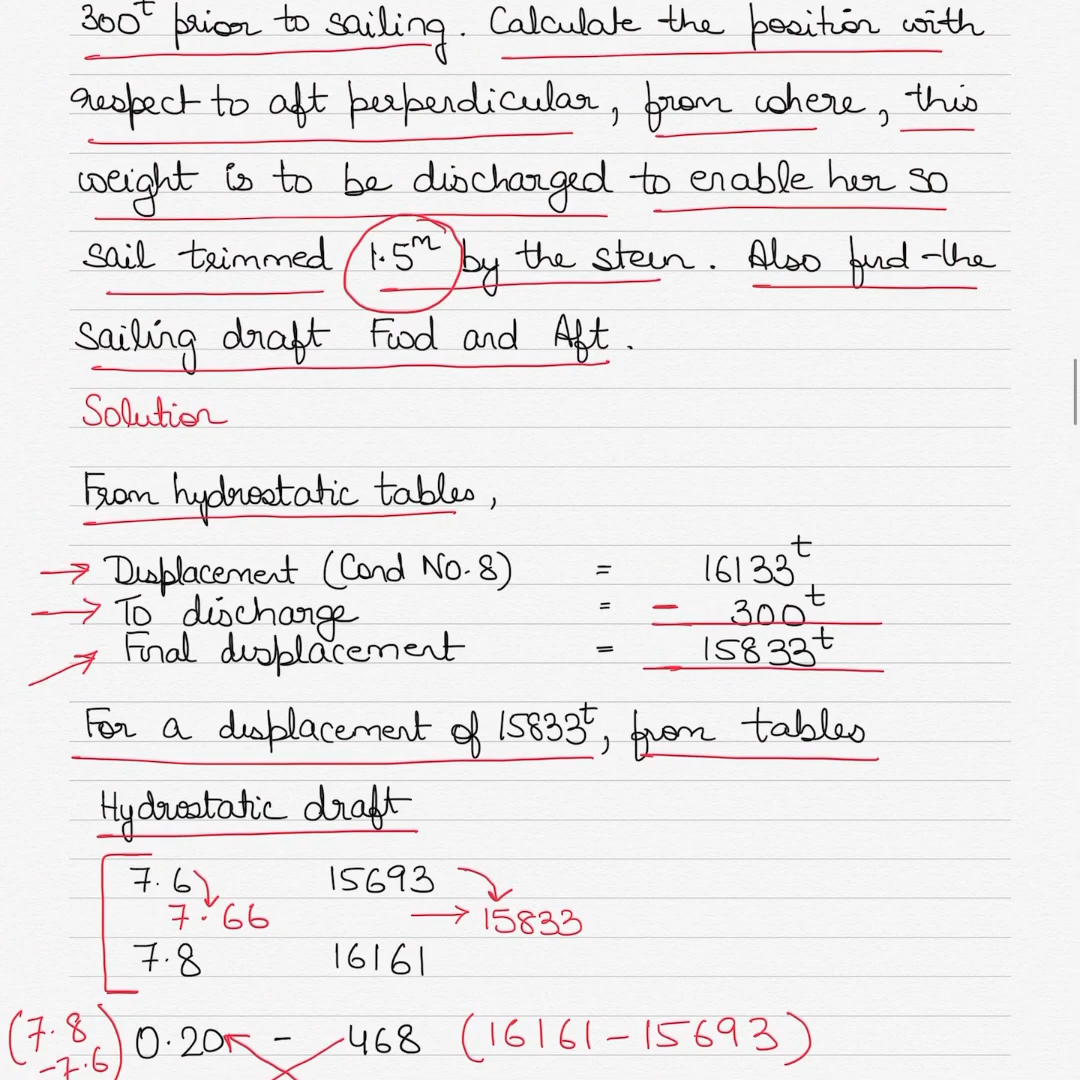 300t prior to sailing. Calculate the position with
respect to aft perpendicular, from where, this
weight is to be discharged to enable her so
sail trimmed 1.5m by the stern. Also find the
sailing draft Fwd and Aft.
Solution
From hydrostatic tables,
Displacement (Cond No. 8) = 16133t
To discharge = - 300t
Final displacement = 15833t
For a displacement of 15833t, from tables
Hydrostatic draft
7.6 15693
7.66 → 15833
7.8 16161
(7.8 0.20 - 468 (16161-15693)
-7.6)